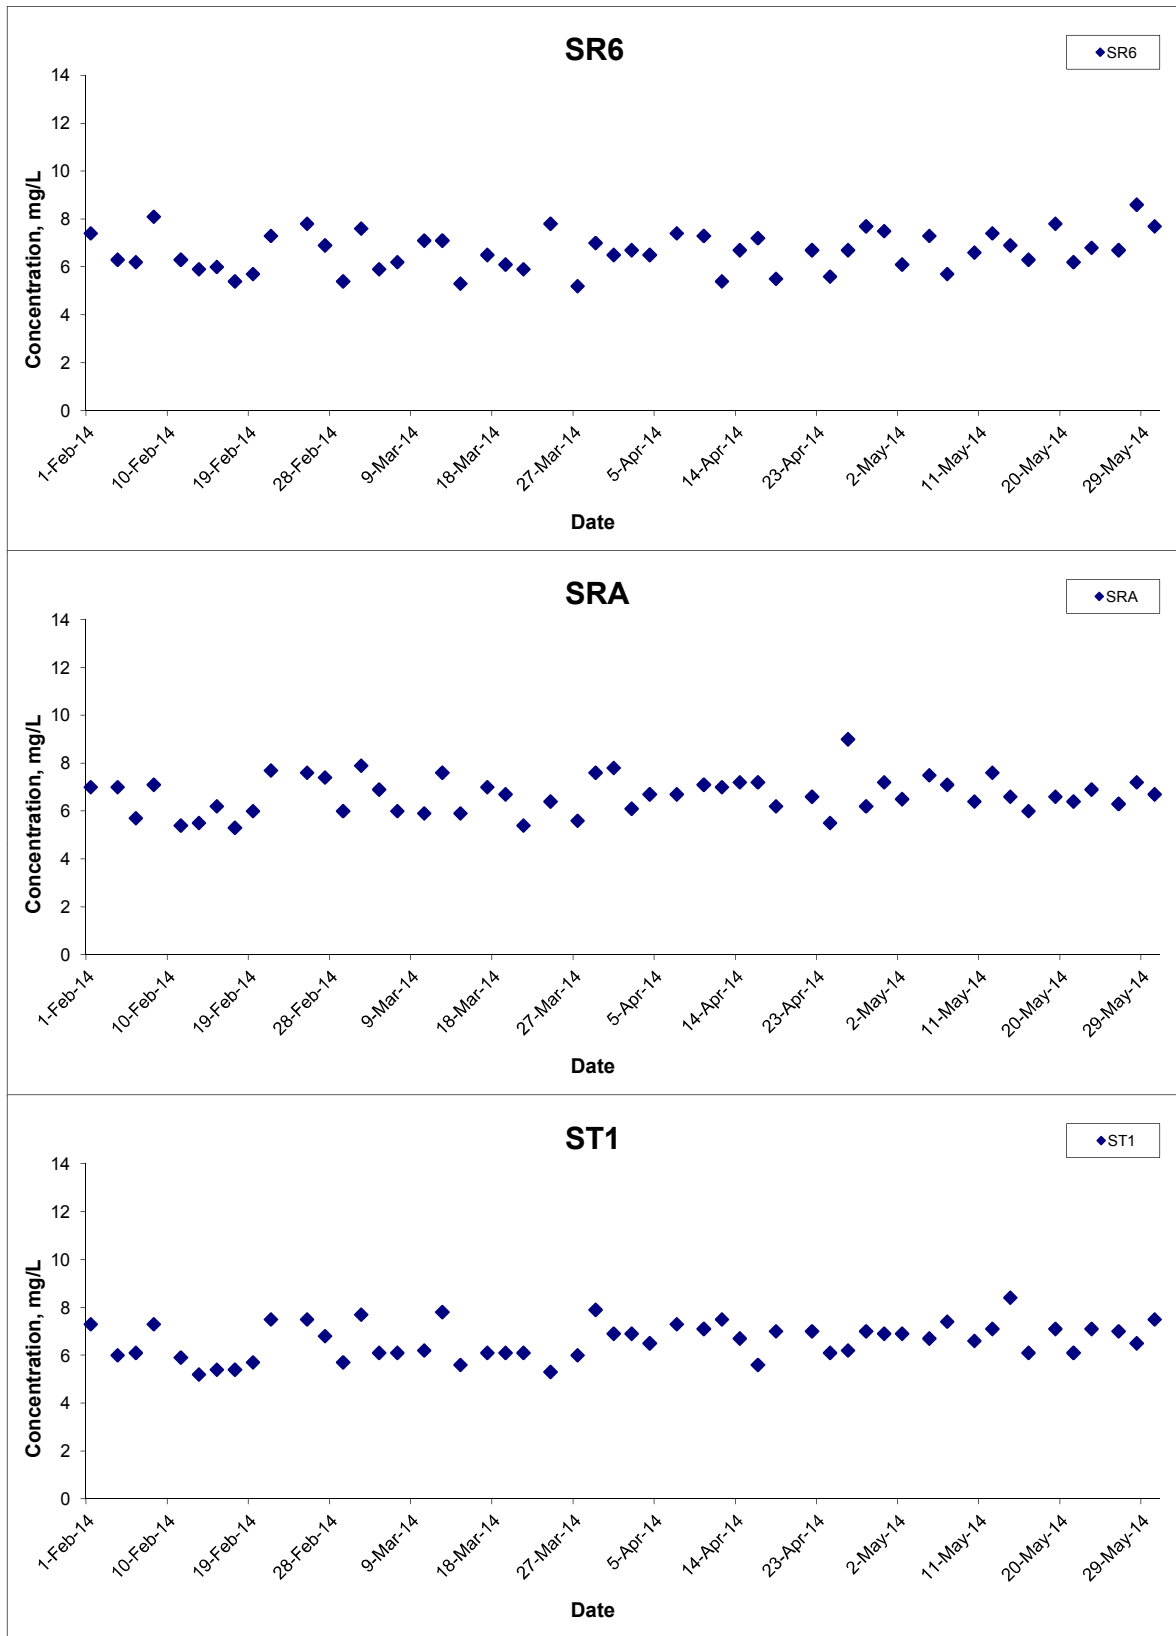 SR6
SR6
14
12
10
8
6
4
2
0
Concentration, mg/L
1-Feb-14
10-Feb-14
19-Feb-14
28-Feb-14
9-Mar-14
18-Mar-14
27-Mar-14
5-Apr-14
14-Apr-14
23-Apr-14
2-May-14
11-May-14
20-May-14
29-May-14
Date
SRA
SRA
14
12
10
8
6
4
2
0
Concentration, mg/L
1-Feb-14
10-Feb-14
19-Feb-14
28-Feb-14
9-Mar-14
18-Mar-14
27-Mar-14
5-Apr-14
14-Apr-14
23-Apr-14
2-May-14
11-May-14
20-May-14
29-May-14
Date
ST1
ST1
14
12
10
8
6
4
2
0
Concentration, mg/L
1-Feb-14
10-Feb-14
19-Feb-14
28-Feb-14
9-Mar-14
18-Mar-14
27-Mar-14
5-Apr-14
14-Apr-14
23-Apr-14
2-May-14
11-May-14
20-May-14
29-May-14
Date